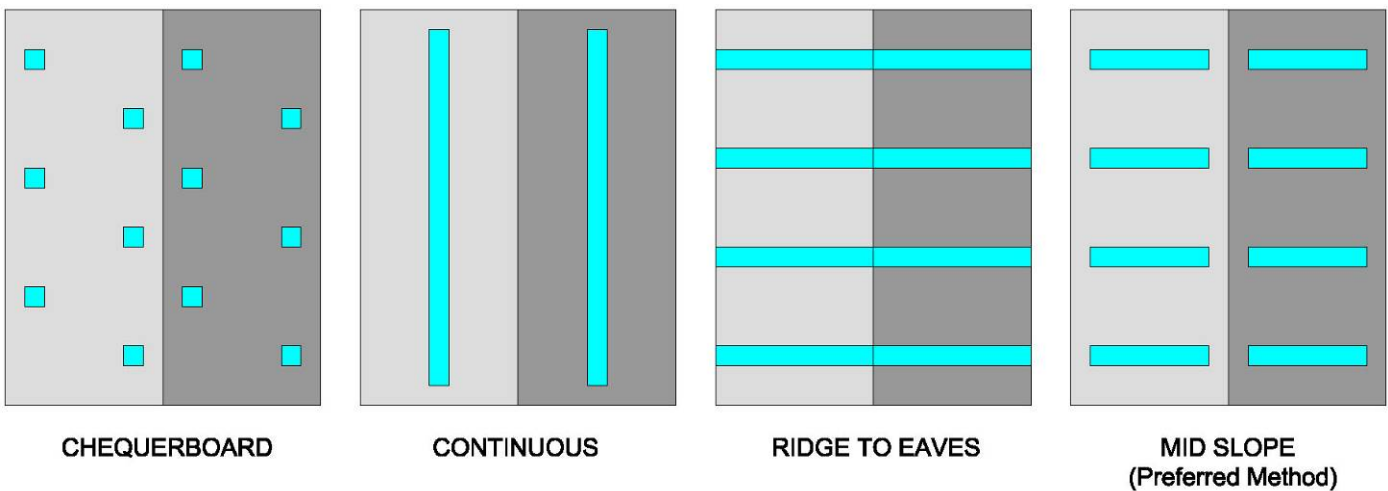 CHEQUERBOARD
CONTINUOUS
RIDGE TO EAVES
MID SLOPE
(Preferred Method)